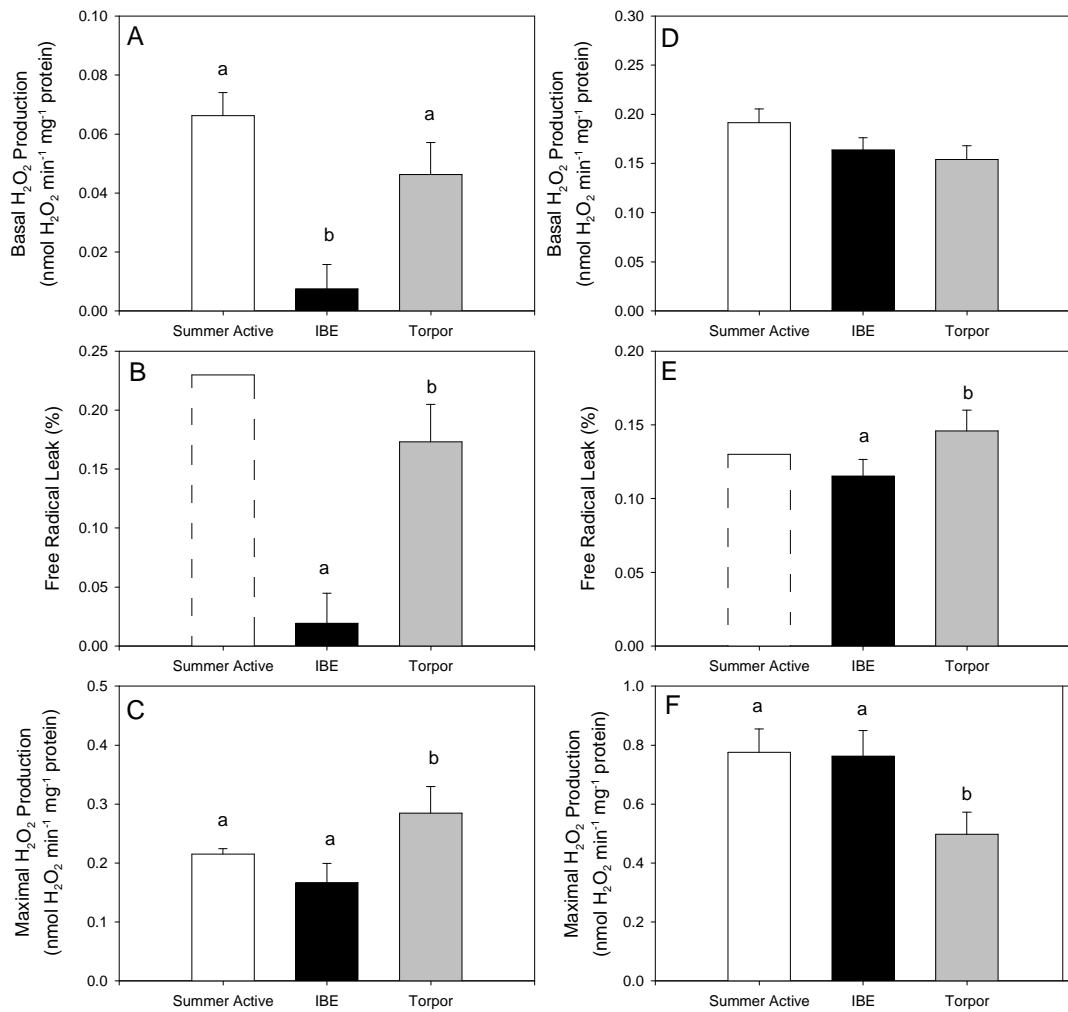 A
Basal H₂O₂ Production
(nmol H₂O₂ min⁻¹ mg⁻¹ protein)
0.10
0.08
0.06
0.04
0.02
0.00
a
b
a
Summer Active IBE Torpor
D
Basal H₂O₂ Production
(nmol H₂O₂ min⁻¹ mg⁻¹ protein)
0.30
0.25
0.20
0.15
0.10
0.05
0.00
Summer Active IBE Torpor
B
Free Radical Leak (%)
0.25
0.20
0.15
0.10
0.05
0.00
a
b
Summer Active IBE Torpor
E
Free Radical Leak (%)
0.20
0.15
0.10
0.05
0.00
a
b
Summer Active IBE Torpor
C
Maximal H₂O₂ Production
(nmol H₂O₂ min⁻¹ mg⁻¹ protein)
0.5
0.4
0.3
0.2
0.1
0.0
a
a
b
Summer Active IBE Torpor
F
Maximal H₂O₂ Production
(nmol H₂O₂ min⁻¹ mg⁻¹ protein)
1.0
0.8
0.6
0.4
0.2
0.0
a
a
b
Summer Active IBE Torpor